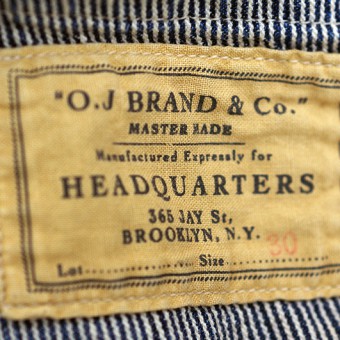 "O.J BRAND & Co."
MASTER MADE
Manufactured Expressly for
HEADQUARTERS
365 JAY St,
BROOKLYN, N.Y.
Lot.............. Size.............. 30